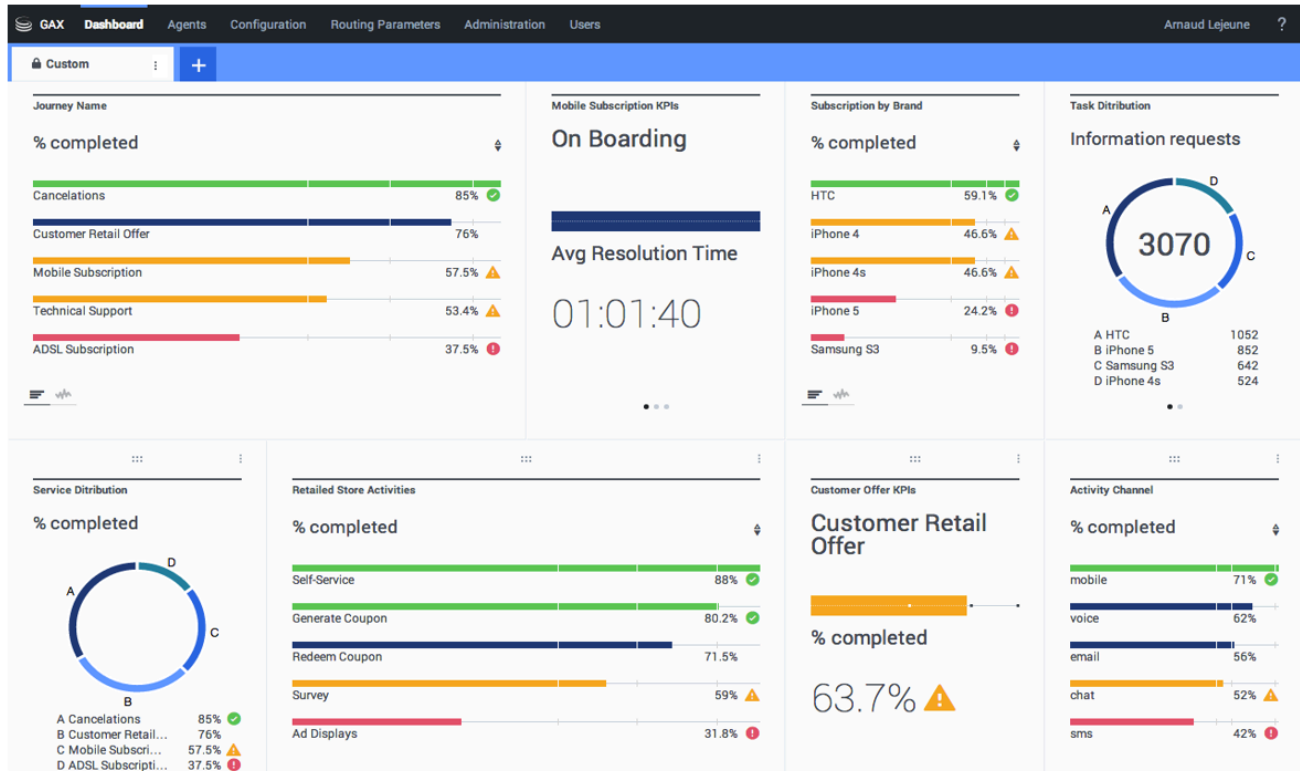 GAX Dashboard Agents Configuration Routing Parameters Administration Users Arnaud Lejeune ?
Custom +
Journey Name
% completed
Cancelations 85%
Customer Retail Offer 76%
Mobile Subscription 57.5%
Technical Support 53.4%
ADSL Subscription 37.5%
Mobile Subscription KPIs
On Boarding
Avg Resolution Time
01:01:40
Subscription by Brand
% completed
HTC 59.1%
iPhone 4 46.6%
iPhone 4s 46.6%
iPhone 5 24.2%
Samsung S3 9.5%
Task Ditribution
Information requests
D
A
3070
C
B
A HTC 1052
B iPhone 5 852
C Samsung S3 642
D iPhone 4s 524
Service Ditribution
% completed
D
A
C
B
A Cancelations 85%
B Customer Retail... 76%
C Mobile Subscri... 57.5%
D ADSL Subscripti... 37.5%
Retailed Store Activities
% completed
Self-Service 88%
Generate Coupon 80.2%
Redeem Coupon 71.5%
Survey 59%
Ad Displays 31.8%
Customer Offer KPIs
Customer Retail
Offer
% completed
63.7%
Activity Channel
% completed
mobile 71%
voice 62%
email 56%
chat 52%
sms 42%